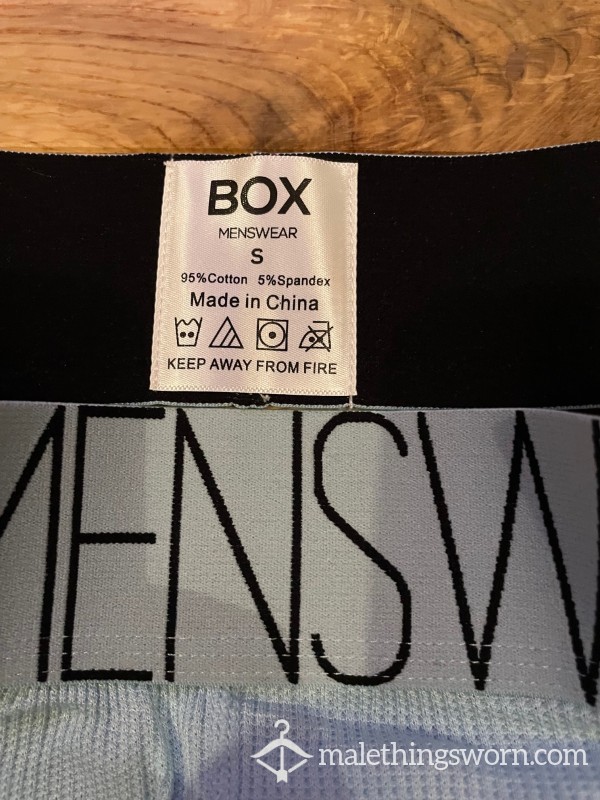 BOX
MENSWEAR
S
95%Cotton 5%Spandex
Made in China
KEEP AWAY FROM FIRE
MENSW
malethingsworn.com